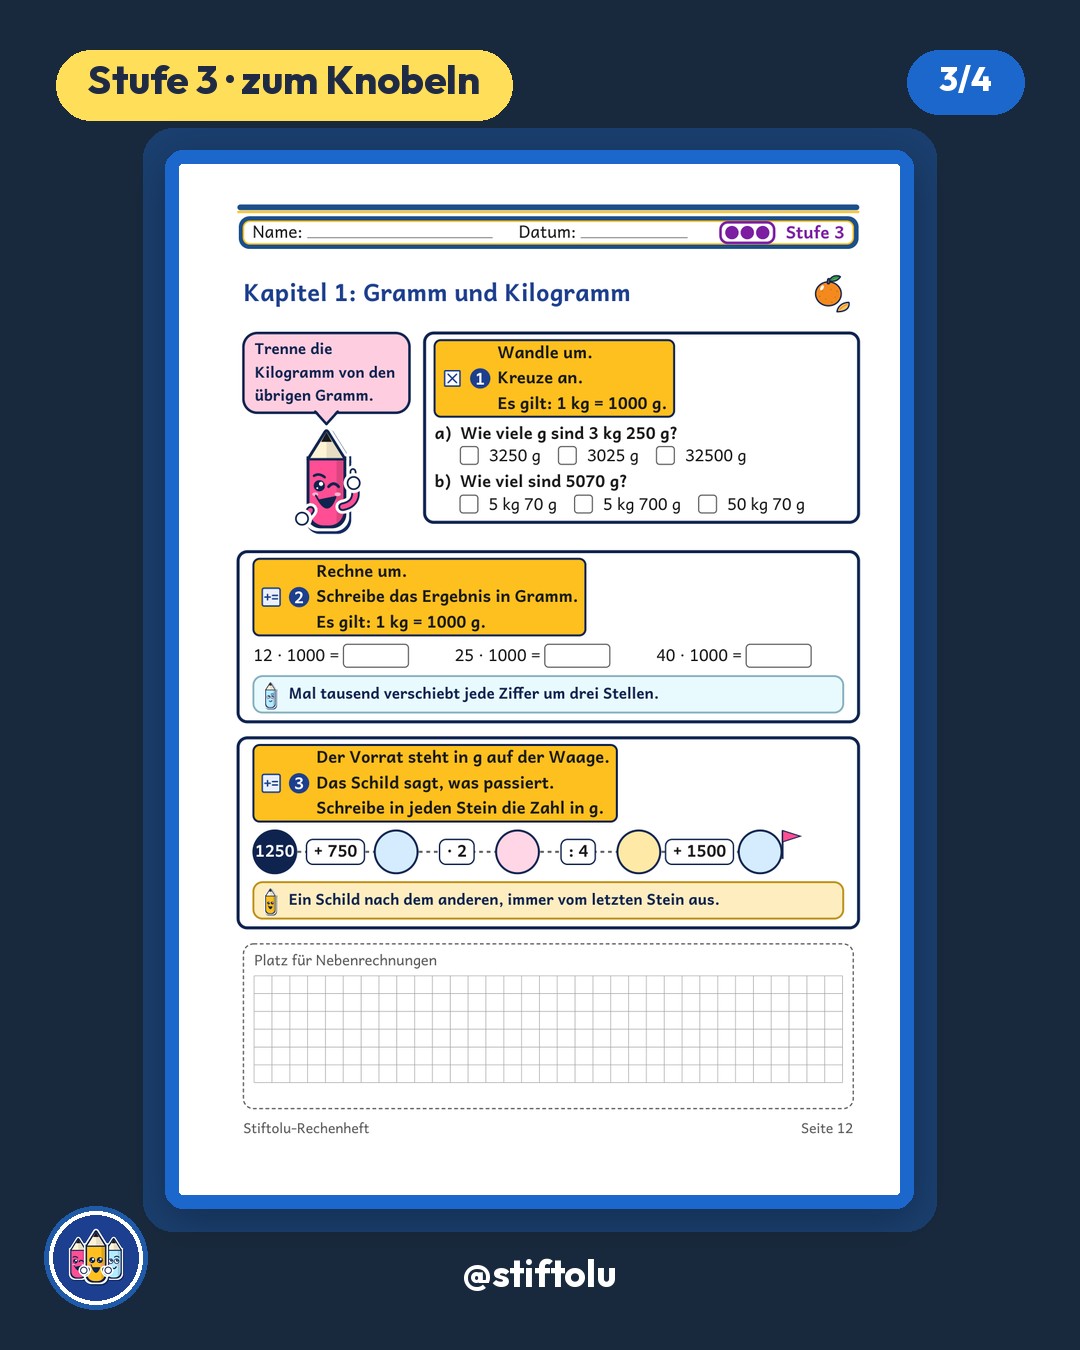 Stufe 3 · zum Knobeln
3/4
Name: Datum: Stufe 3
Kapitel 1: Gramm und Kilogramm
Trenne die
Kilogramm von den
übrigen Gramm.
1 Wandle um.
Kreuze an.
Es gilt: 1 kg = 1000 g.
a) Wie viele g sind 3 kg 250 g?
3250 g 3025 g 32500 g
b) Wie viel sind 5070 g?
5 kg 70 g 5 kg 700 g 50 kg 70 g
Rechne um.
+= 2 Schreibe das Ergebnis in Gramm.
Es gilt: 1 kg = 1000 g.
12 · 1000 = 25 · 1000 = 40 · 1000 =
Mal tausend verschiebt jede Ziffer um drei Stellen.
Der Vorrat steht in g auf der Waage.
+= 3 Das Schild sagt, was passiert.
Schreibe in jeden Stein die Zahl in g.
1250 + 750 · 2 : 4 + 1500
Ein Schild nach dem anderen, immer vom letzten Stein aus.
Platz für Nebenrechnungen
Stiftolu-Rechenheft Seite 12
@stiftolu